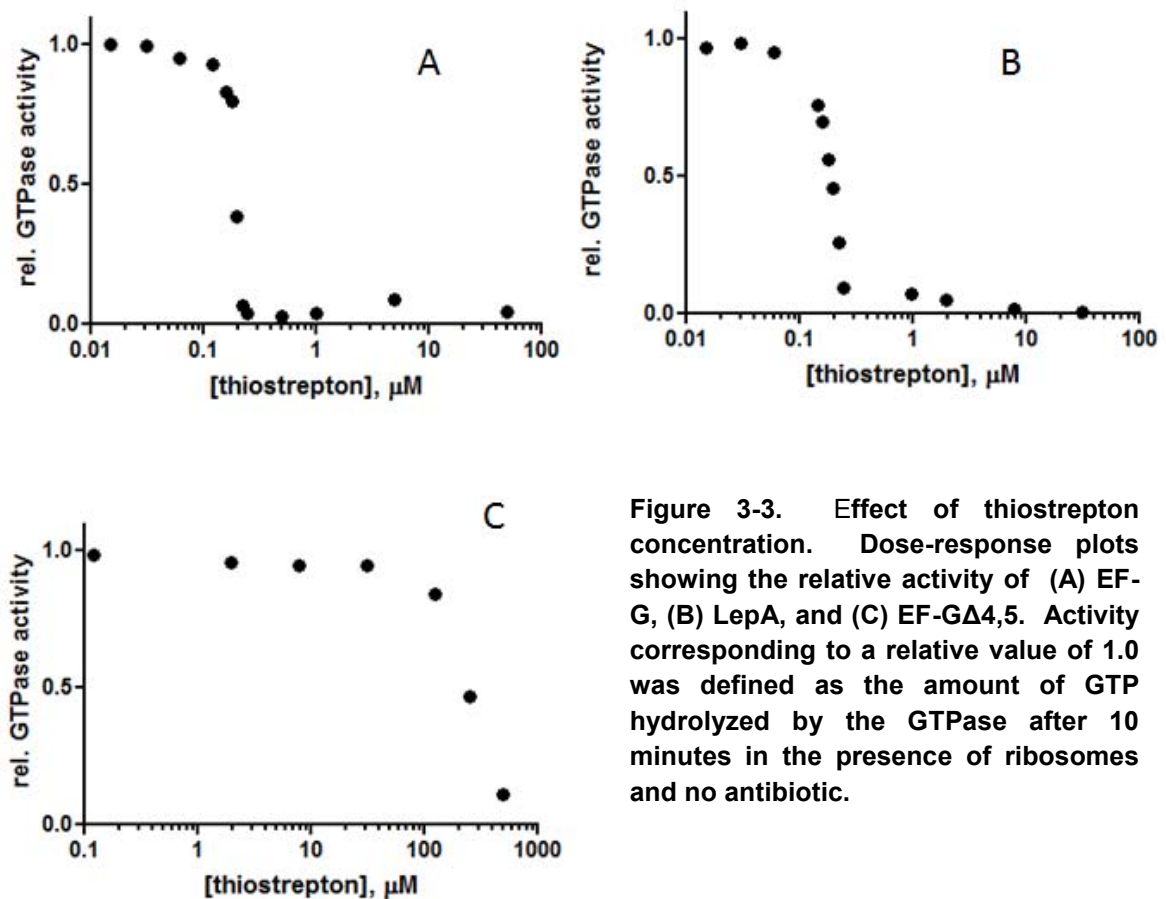 A
rel. GTPase activity
1.0
0.5
0.0
0.01 0.1 1 10 100
[thiostrepton], µM
B
rel. GTPase activity
1.0
0.5
0.0
0.01 0.1 1 10 100
[thiostrepton], µM
C
rel. GTPase activity
1.0
0.5
0.0
0.1 1 10 100 1000
[thiostrepton], µM
Figure 3-3. Effect of thiostrepton
concentration. Dose-response plots
showing the relative activity of (A) EF-
G, (B) LepA, and (C) EF-GΔ4,5. Activity
corresponding to a relative value of 1.0
was defined as the amount of GTP
hydrolyzed by the GTPase after 10
minutes in the presence of ribosomes
and no antibiotic.